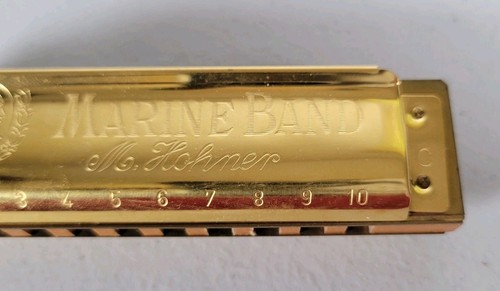 MARINE BAND
M. Hohner
3 4 5 6 7 8 9 10
C